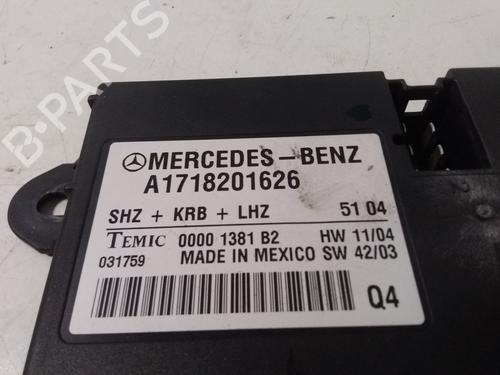 B-PARTS
MERCEDES-BENZ
A1718201626
SHZ + KRB + LHZ 51 04
TEMIC 0000 1381 B2 HW 11/04
031759 MADE IN MEXICO SW 42/03
Q4